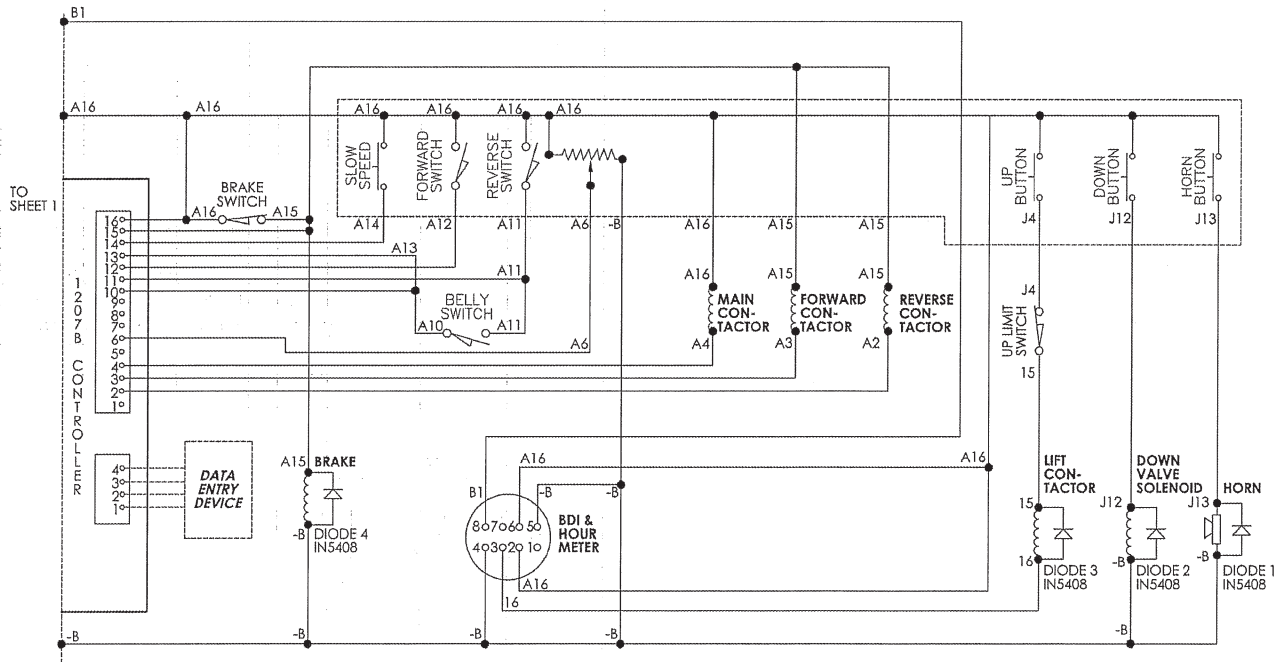 B1
A16
A16
A16
A16
A16
A16
TO
SHEET 1
SLOW
SPEED
FORWARD
SWITCH
REVERSE
SWITCH
UP
BUTTON
DOWN
BUTTON
HORN
BUTTON
BRAKE
SWITCH
A16
A15
A14
A12
A11
A6
-B
A16
A15
A15
J4
J12
J13
16
15
14
13
12
11
10
9
8
7
6
5
4
3
2
1
A13
A11
BELLY
SWITCH
A10
A11
A6
1207B CONTROLLER
A16
A15
A15
MAIN
CON-
TACTOR
FORWARD
CON-
TACTOR
REVERSE
CON-
TACTOR
A4
A3
A2
J4
UP LIMIT
SWITCH
15
4
3
2
1
DATA
ENTRY
DEVICE
A15
BRAKE
-B
DIODE 4
IN5408
A16
A16
B1
-B
-B
8 7 6 5
4 3 2 1
BDI &
HOUR
METER
A16
16
LIFT
CON-
TACTOR
15
16
DIODE 3
IN5408
DOWN
VALVE
SOLENOID
J12
-B
DIODE 2
IN5408
HORN
J13
-B
DIODE 1
IN5408
-B
-B
-B
-B
-B